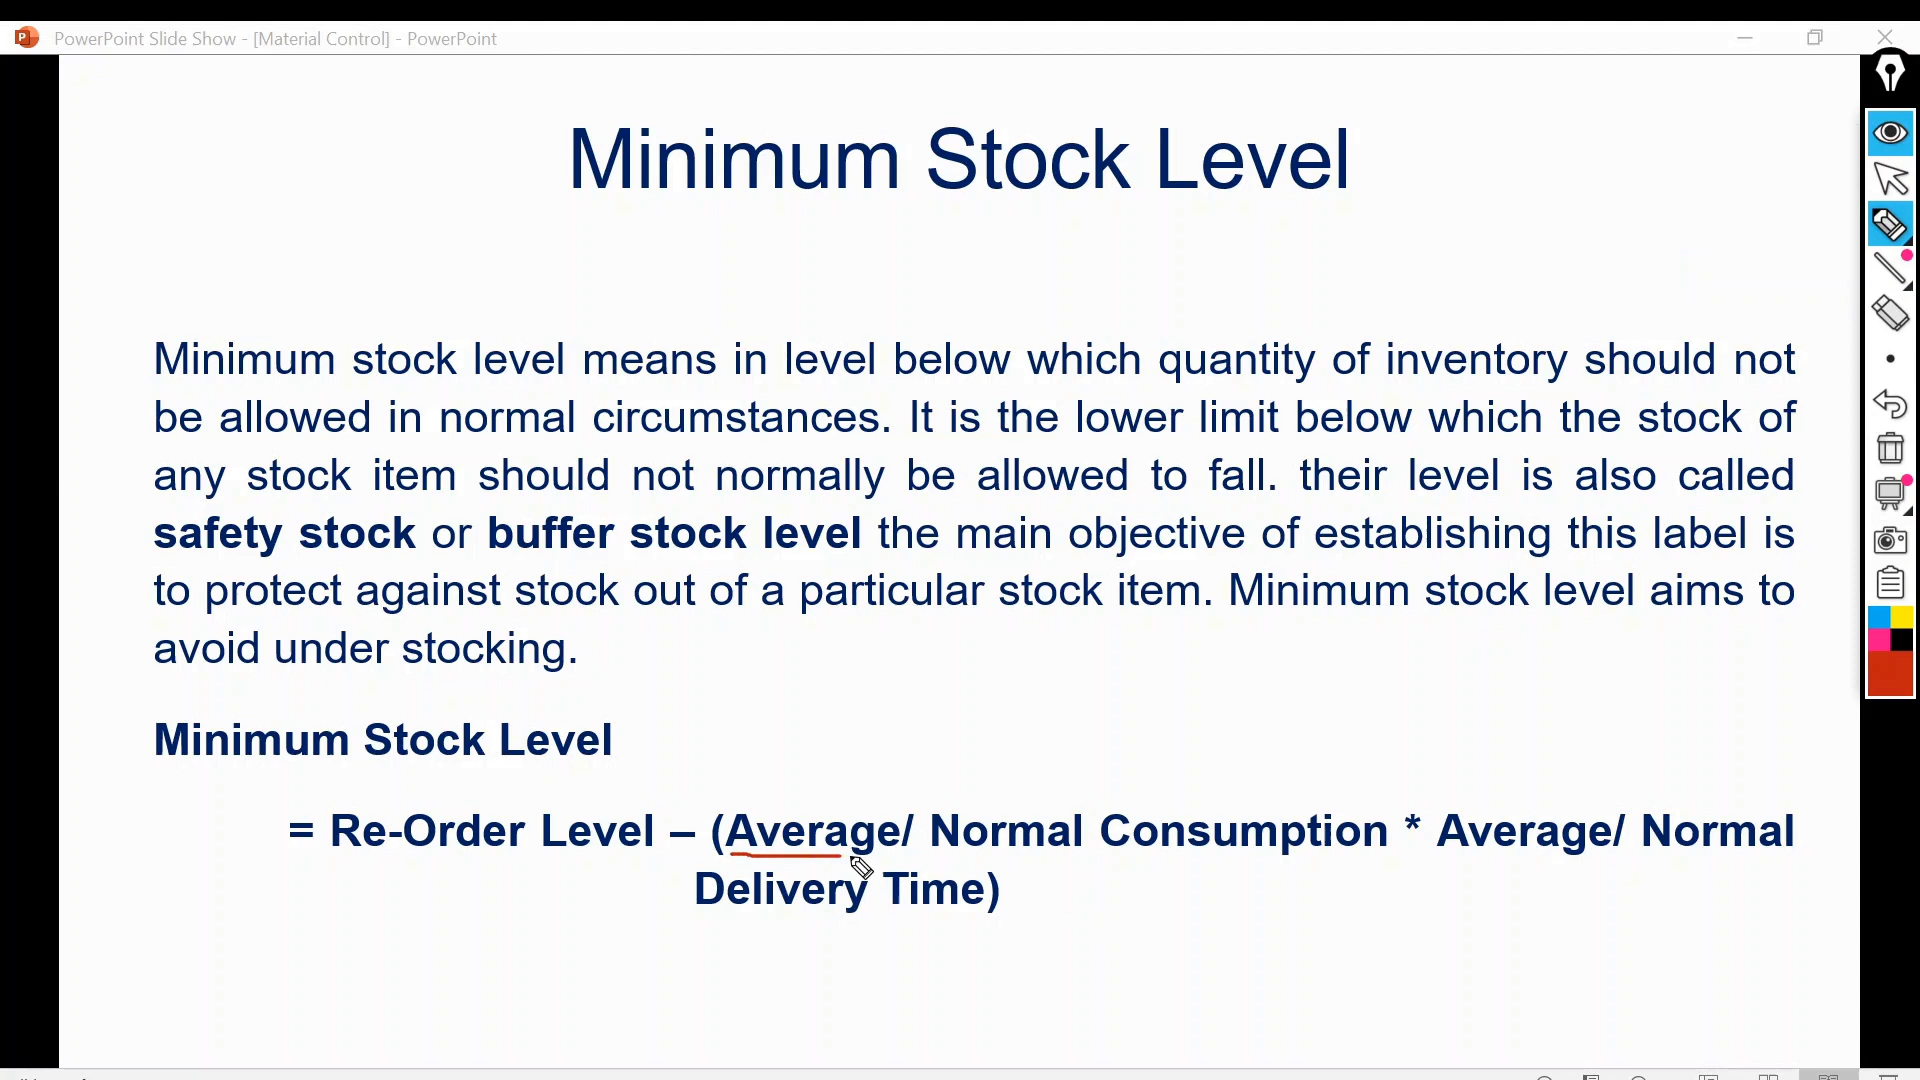 PowerPoint Slide Show - [Material Control] - PowerPoint
Minimum Stock Level
Minimum stock level means in level below which quantity of inventory should not
be allowed in normal circumstances. It is the lower limit below which the stock of
any stock item should not normally be allowed to fall. their level is also called
safety stock or buffer stock level the main objective of establishing this label is
to protect against stock out of a particular stock item. Minimum stock level aims to
avoid under stocking.
Minimum Stock Level
= Re-Order Level – (Average/ Normal Consumption * Average/ Normal
Delivery Time)